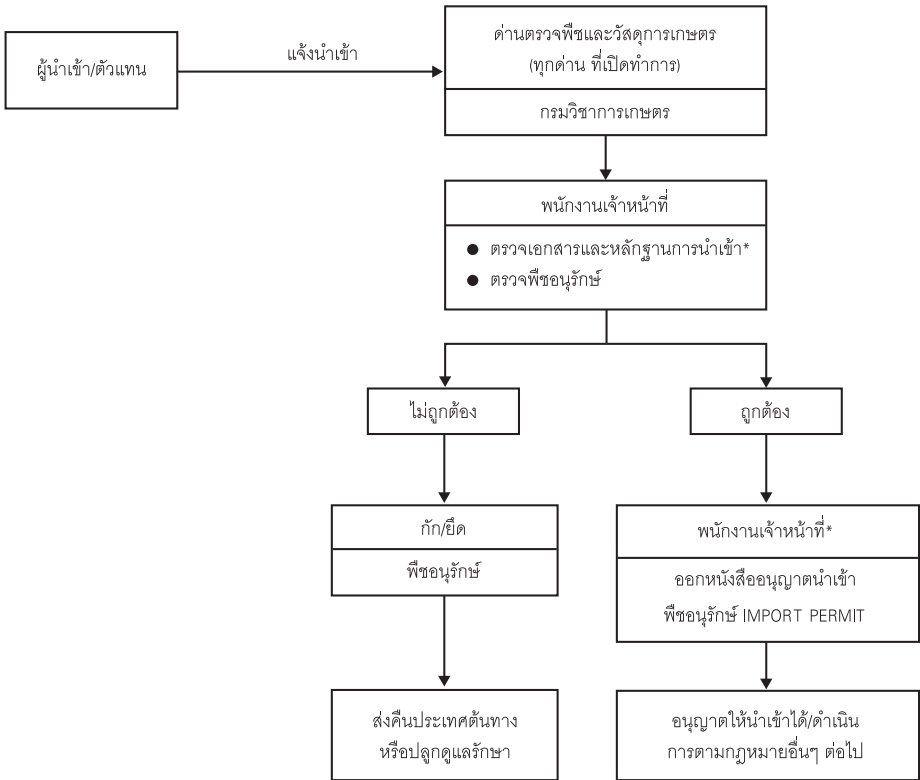 ผู้นำเข้า/ตัวแทน
แจ้งนำเข้า
ด่านตรวจพืชและวัสดุการเกษตร
(ทุกด่าน ที่เปิดทำการ)
กรมวิชาการเกษตร
พนักงานเจ้าหน้าที่
● ตรวจเอกสารและหลักฐานการนำเข้า*
● ตรวจพืชอนุรักษ์
ไม่ถูกต้อง
ถูกต้อง
กัก/ยึด
พืชอนุรักษ์
พนักงานเจ้าหน้าที่*
ออกหนังสืออนุญาตนำเข้า
พืชอนุรักษ์ IMPORT PERMIT
ส่งคืนประเทศต้นทาง
หรือปลูกดูแลรักษา
อนุญาตให้นำเข้าได้/ดำเนิน
การตามกฎหมายอื่นๆ ต่อไป